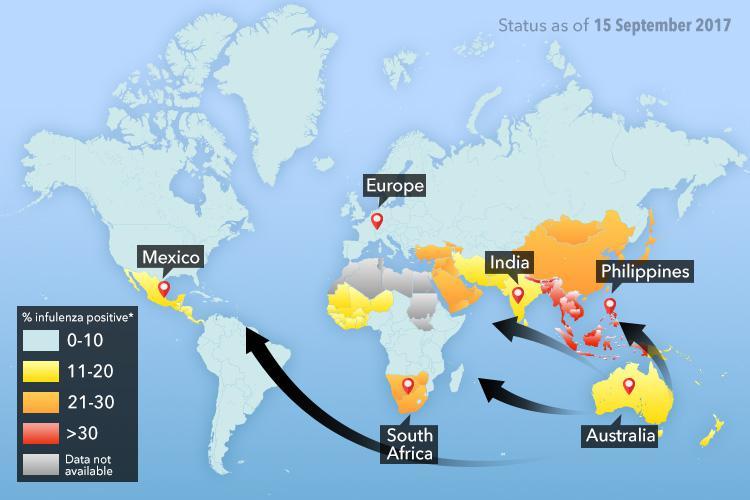 Status as of 15 September 2017
Europe
Mexico
India
Philippines
% infulenza positive*
0-10
11-20
21-30
>30
Data not
available
South
Africa
Australia